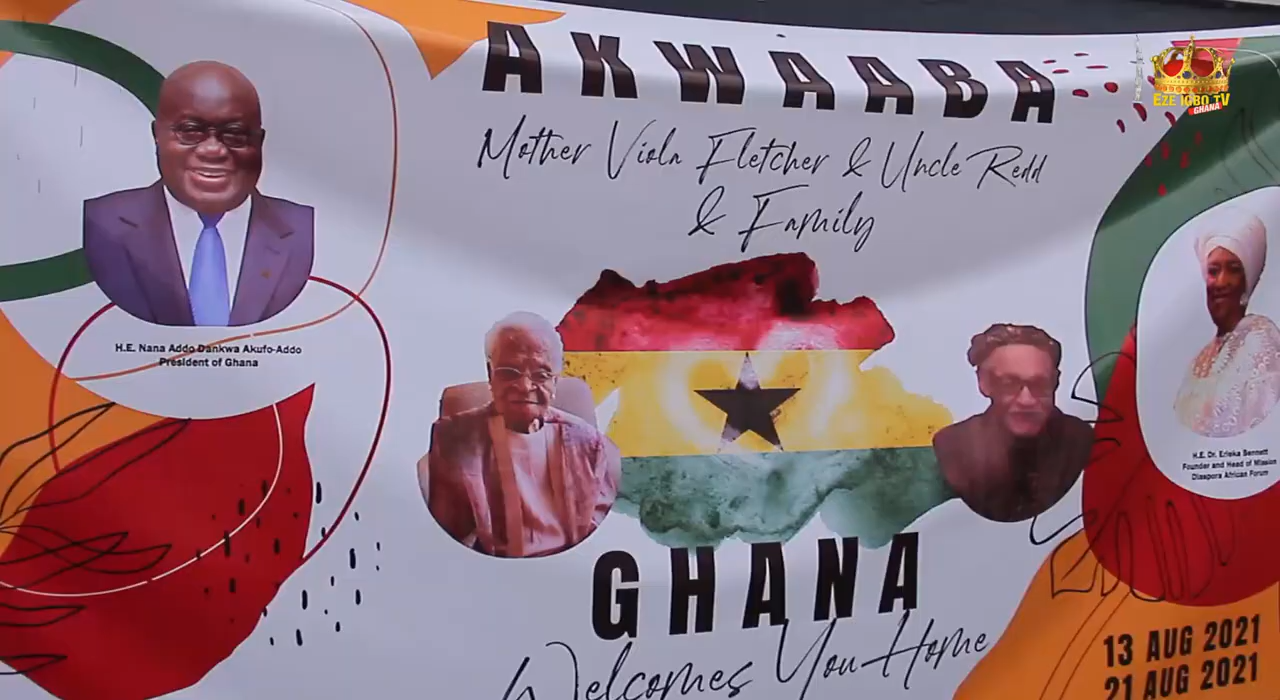 AKWAABA
Mother Viola Fletcher & Uncle Redd
& Family
H.E. Nana Addo Dankwa Akufo-Addo
President of Ghana
H.E. Dr. Erieka Bennett
Founder and Head of Mission
Diaspora African Forum
GHANA
Welcomes You Home
13 AUG 2021
21 AUG 2021
EZE IGBO TV
GHANA